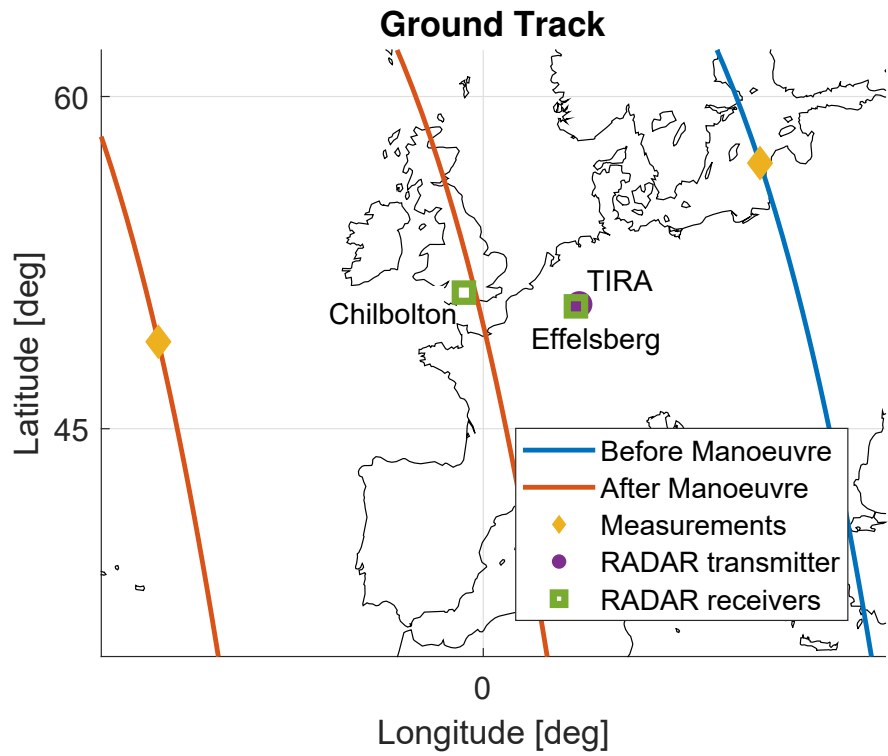 Ground Track
60
45
0
Latitude [deg]
Longitude [deg]
TIRA
Chilbolton
Effelsberg
Before Manoeuvre
After Manoeuvre
Measurements
RADAR transmitter
RADAR receivers